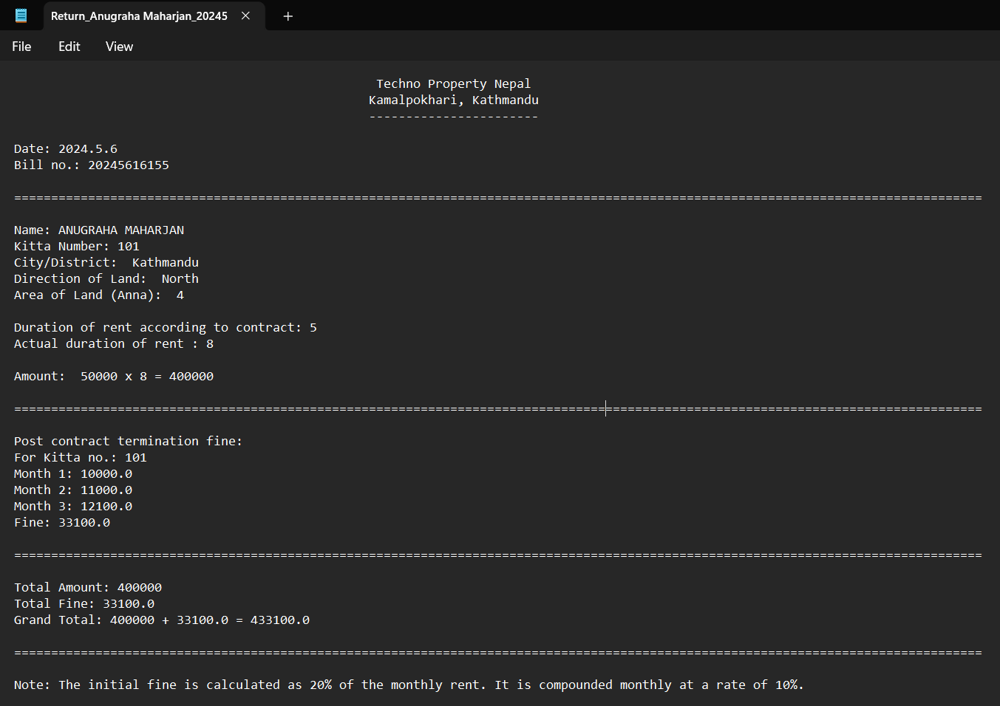 Return_Anugraha Maharjan_20245
File Edit View
Techno Property Nepal
Kamalpokhari, Kathmandu
-----------------------
Date: 2024.5.6
Bill no.: 20245616155
===================================================================================================================================
Name: ANUGRAHA MAHARJAN
Kitta Number: 101
City/District:  Kathmandu
Direction of Land:  North
Area of Land (Anna):  4
Duration of rent according to contract: 5
Actual duration of rent : 8
Amount:  50000 x 8 = 400000
===================================================================================================================================
Post contract termination fine:
For Kitta no.: 101
Month 1: 10000.0
Month 2: 11000.0
Month 3: 12100.0
Fine: 33100.0
===================================================================================================================================
Total Amount: 400000
Total Fine: 33100.0
Grand Total: 400000 + 33100.0 = 433100.0
===================================================================================================================================
Note: The initial fine is calculated as 20% of the monthly rent. It is compounded monthly at a rate of 10%.